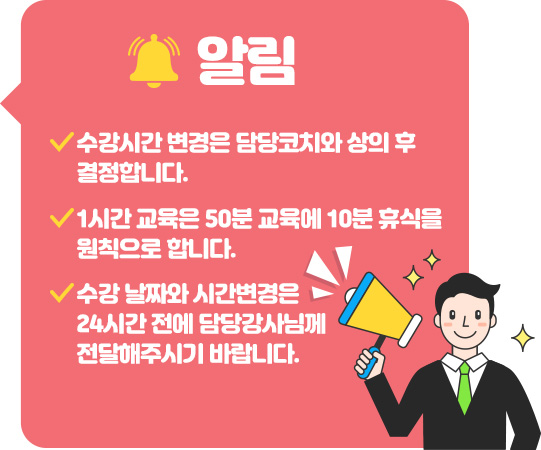 알림
수강시간 변경은 담당코치와 상의 후
결정합니다.
1시간 교육은 50분 교육에 10분 휴식을
원칙으로 합니다.
수강 날짜와 시간변경은
24시간 전에 담당강사님께
전달해주시기 바랍니다.